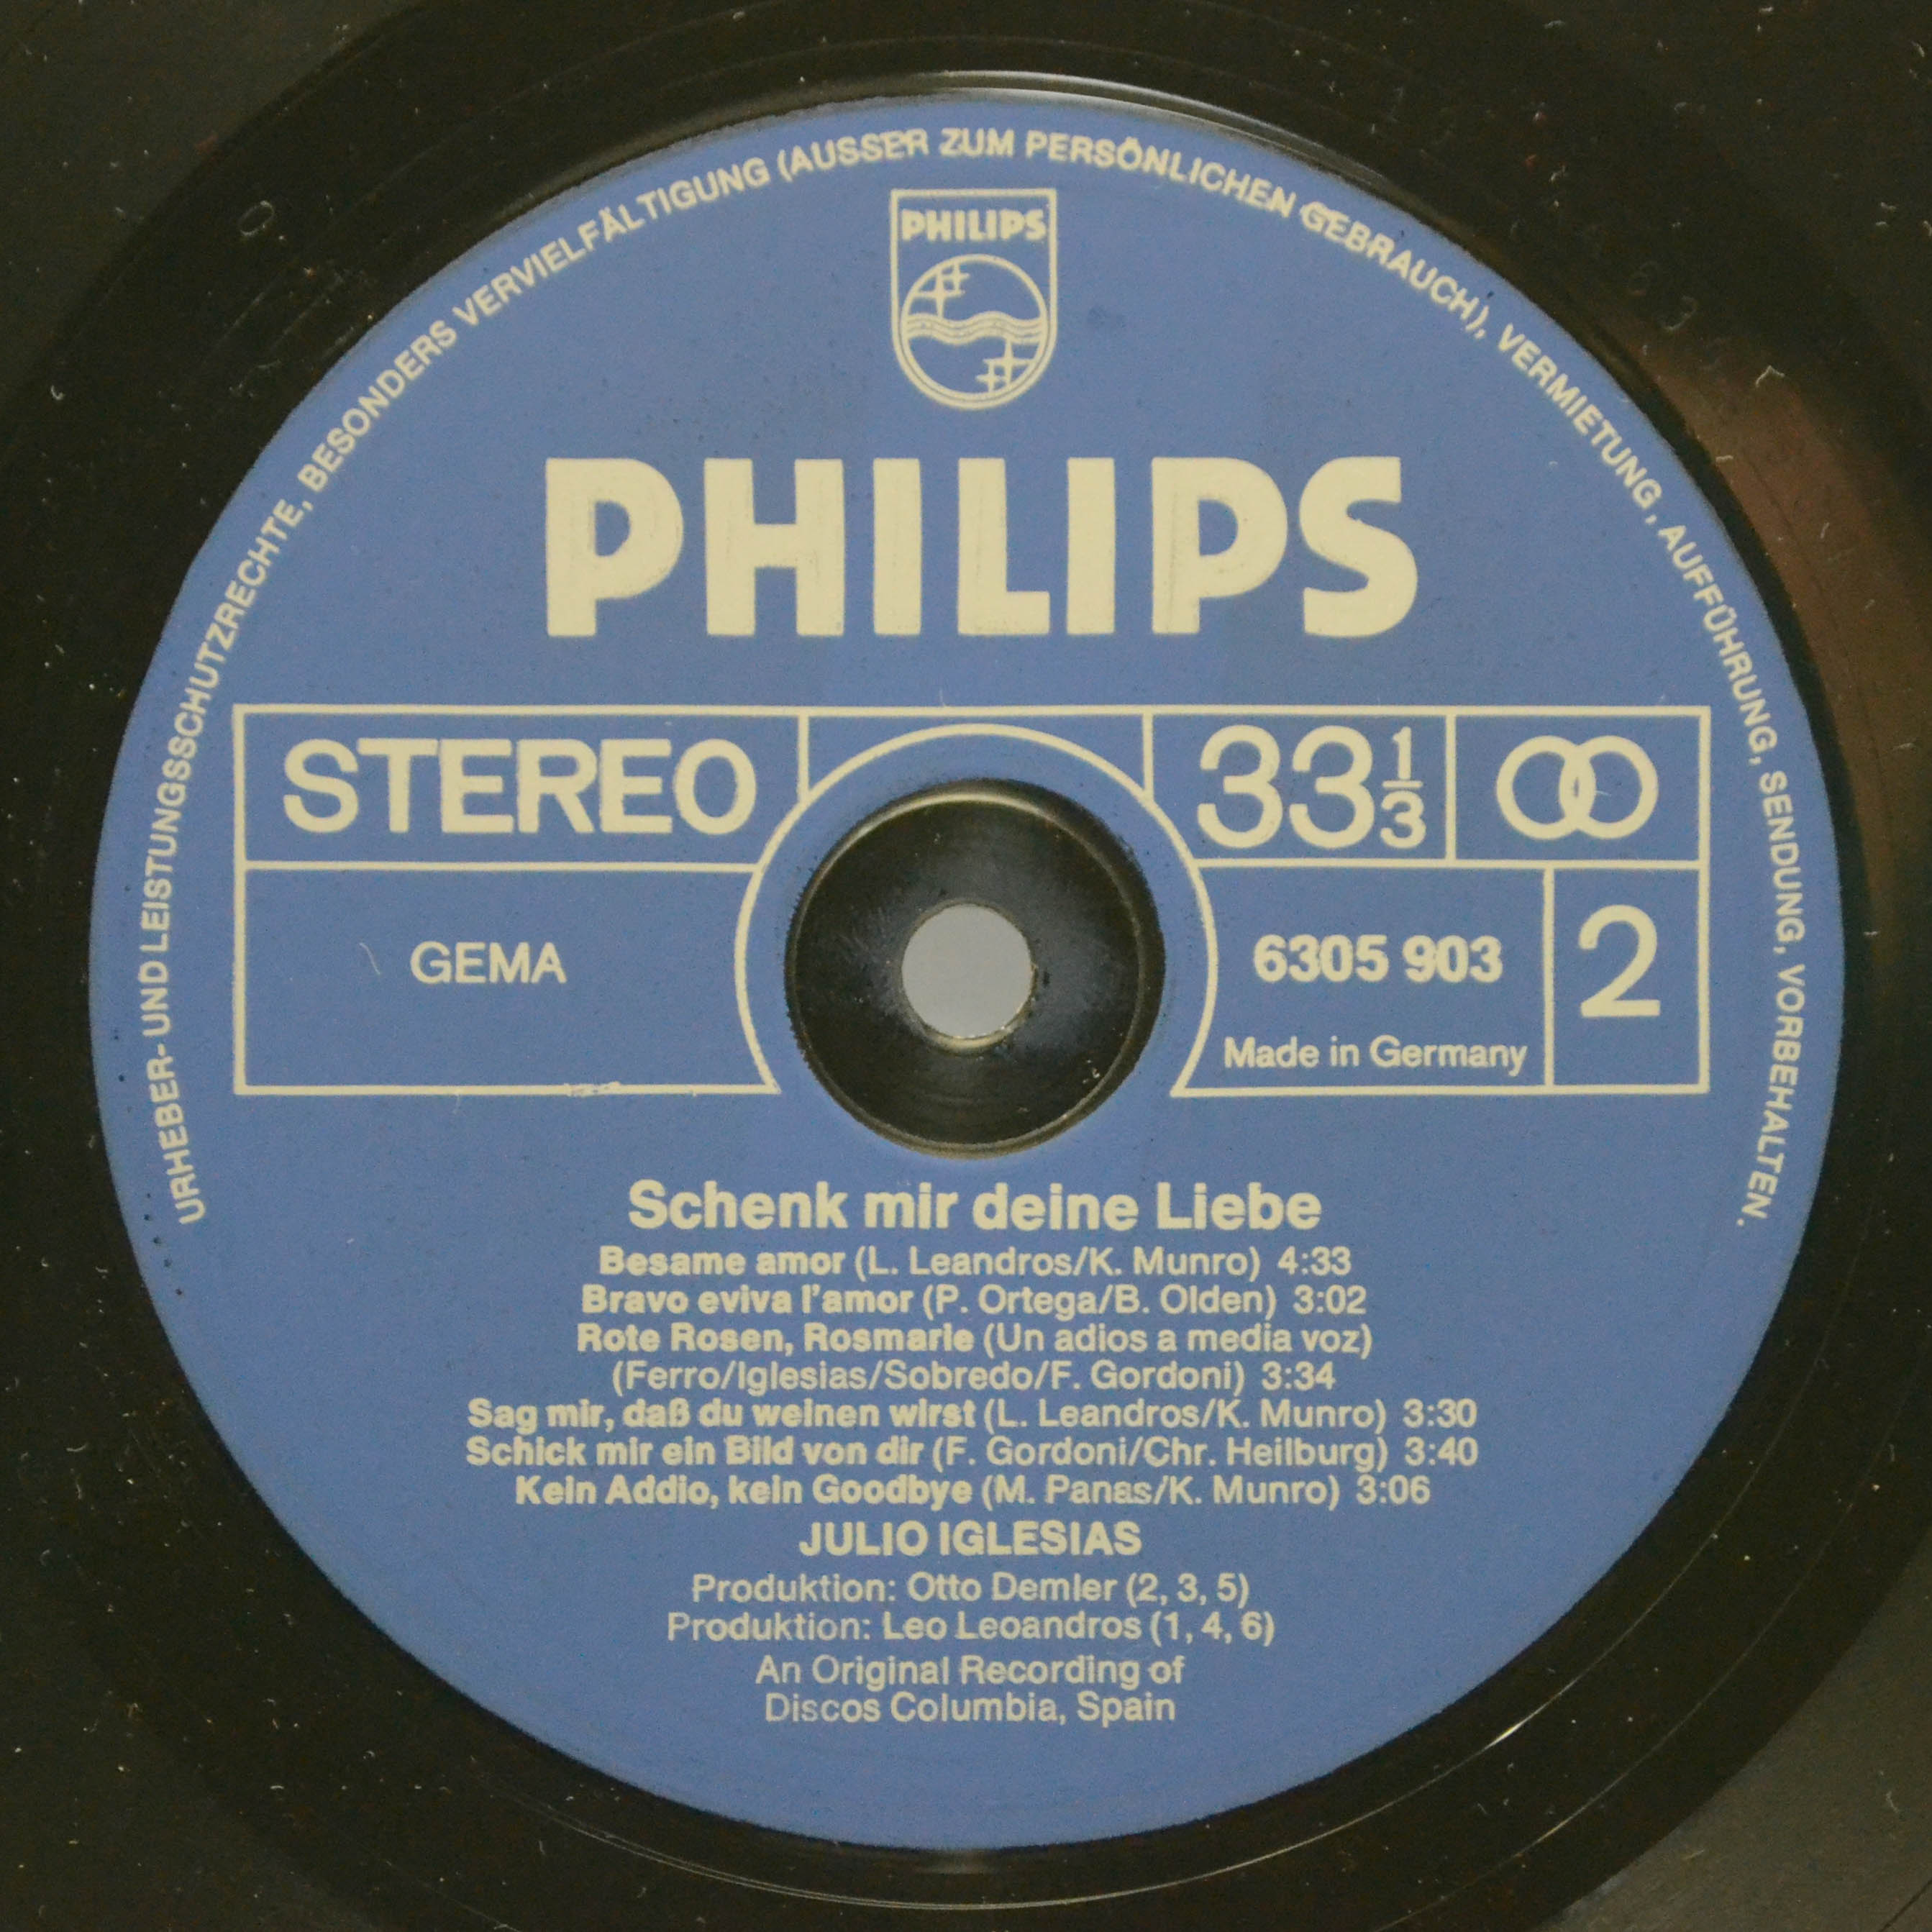 URHEBER- UND LEISTUNGSSCHUTZRECHTE, BESONDERS VERVIELFÄLTIGUNG (AUSSER ZUM PERSÖNLICHEN GEBRAUCH), VERMIETUNG, AUFFÜHRUNG, SENDUNG, VORBEHALTEN.
PHILIPS
PHILIPS
STEREO
33 1/3
GEMA
6305 903
2
Made in Germany
Schenk mir deine Liebe
Besame amor (L. Leandros/K. Munro) 4:33
Bravo eviva l'amor (P. Ortega/B. Olden) 3:02
Rote Rosen, Rosmarie (Un adios a media voz)
(Ferro/Iglesias/Sobredo/F. Gordoni) 3:34
Sag mir, daß du weinen wirst (L. Leandros/K. Munro) 3:30
Schick mir ein Bild von dir (F. Gordoni/Chr. Heilburg) 3:40
Kein Addio, kein Goodbye (M. Panas/K. Munro) 3:06
JULIO IGLESIAS
Produktion: Otto Demler (2, 3, 5)
Produktion: Leo Leoandros (1, 4, 6)
An Original Recording of
Discos Columbia, Spain